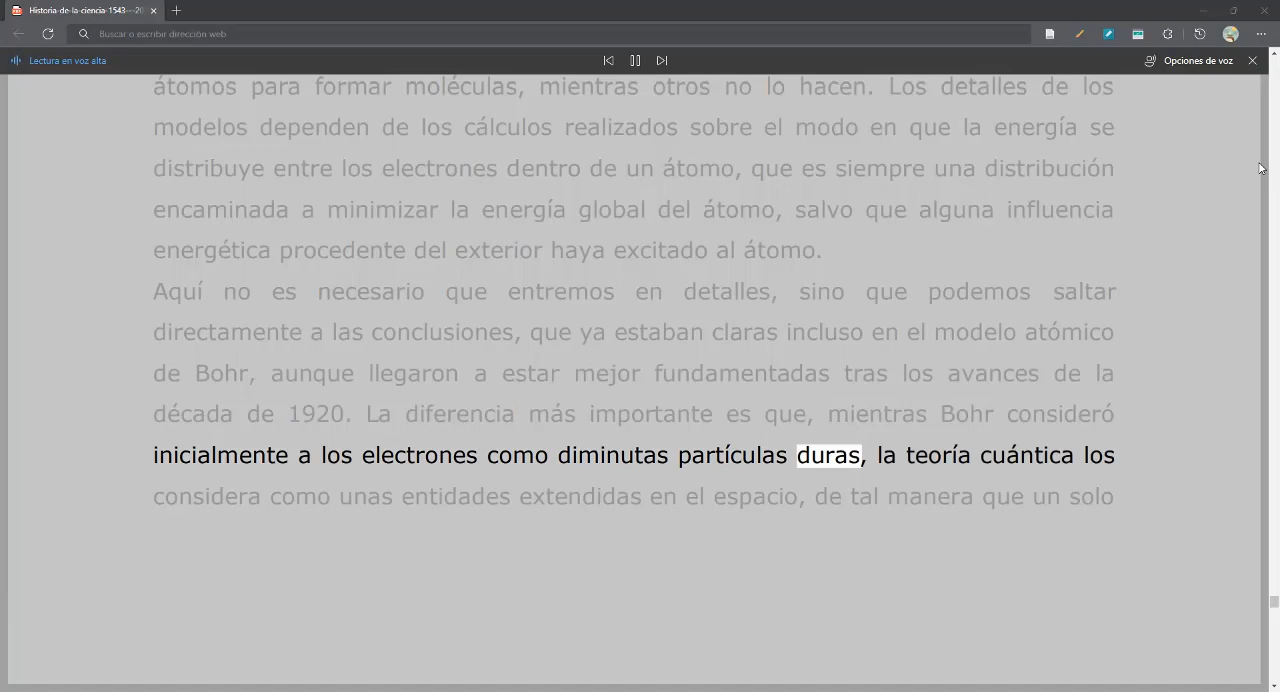 Historia-de-la-ciencia-1543---20
Buscar o escribir dirección web
Lectura en voz alta
Opciones de voz
átomos para formar moléculas, mientras otros no lo hacen. Los detalles de los
modelos dependen de los cálculos realizados sobre el modo en que la energía se
distribuye entre los electrones dentro de un átomo, que es siempre una distribución
encaminada a minimizar la energía global del átomo, salvo que alguna influencia
energética procedente del exterior haya excitado al átomo.
Aquí no es necesario que entremos en detalles, sino que podemos saltar
directamente a las conclusiones, que ya estaban claras incluso en el modelo atómico
de Bohr, aunque llegaron a estar mejor fundamentadas tras los avances de la
década de 1920. La diferencia más importante es que, mientras Bohr consideró
inicialmente a los electrones como diminutas partículas duras, la teoría cuántica los
considera como unas entidades extendidas en el espacio, de tal manera que un solo